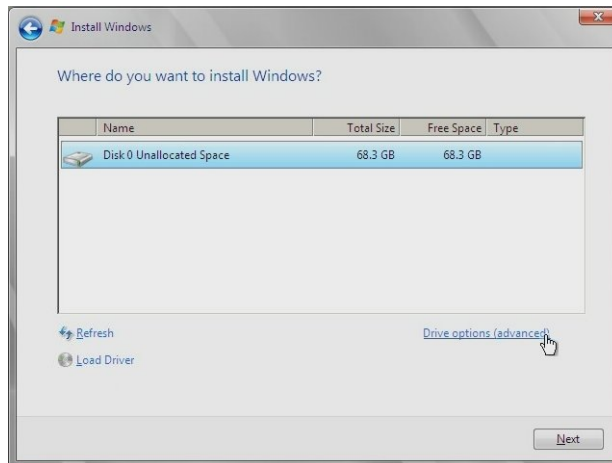 Install Windows
Where do you want to install Windows?
Name Total Size Free Space Type
Disk 0 Unallocated Space 68.3 GB 68.3 GB
Refresh Drive options (advanced)
Load Driver
Next